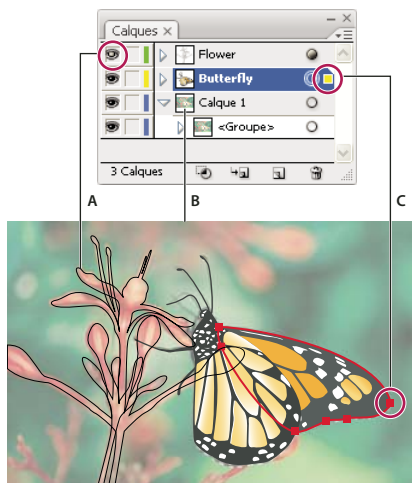 Calques
Flower
Butterfly
Calque 1
<Groupe>
3 Calques
A
B
C